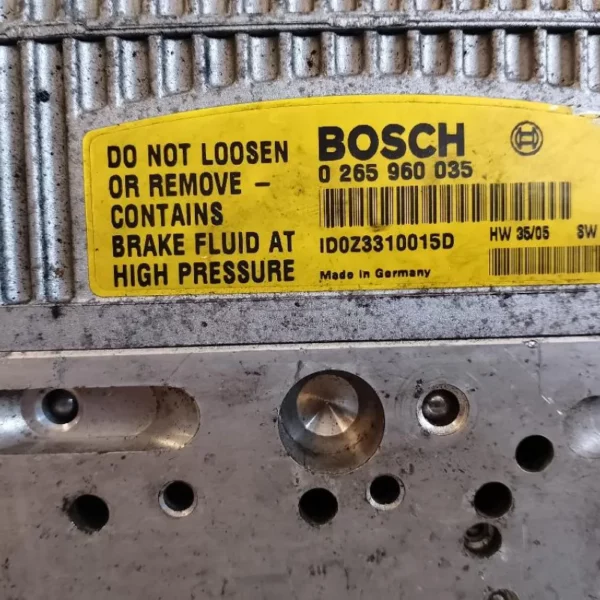 DO NOT LOOSEN
OR REMOVE –
CONTAINS
BRAKE FLUID AT
HIGH PRESSURE
BOSCH
0 265 960 035
ID0Z3310015D
HW 35/05 SW
Made in Germany